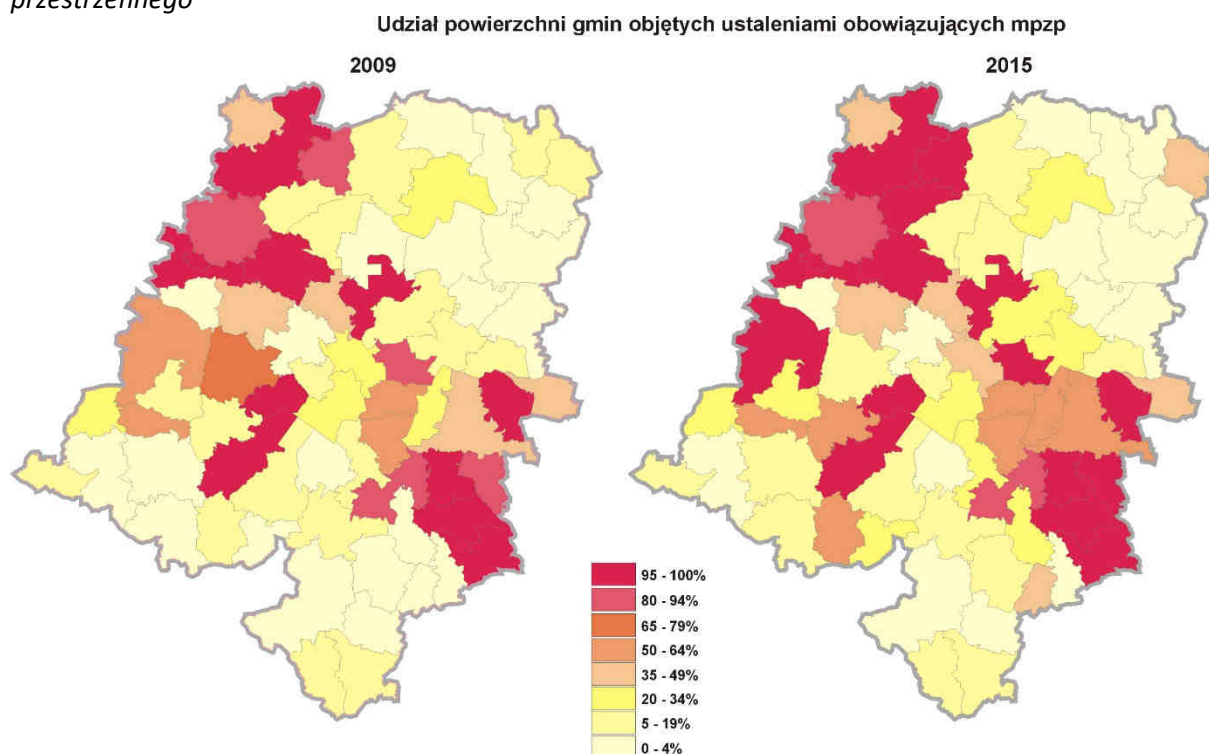 przestrzennego
Udział powierzchni gmin objętych ustaleniami obowiązujących mpzp
2009
2015
95 - 100%
80 - 94%
65 - 79%
50 - 64%
35 - 49%
20 - 34%
5 - 19%
0 - 4%